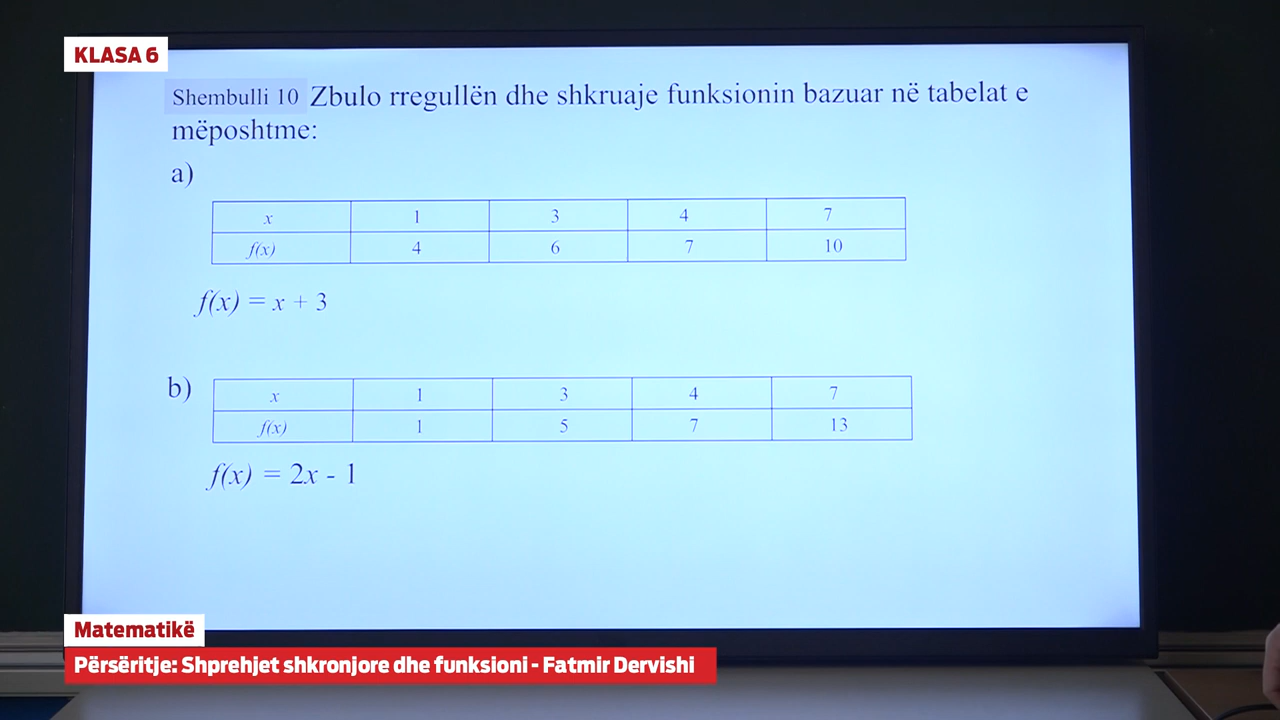 KLASA 6
Shembulli 10 Zbulo rregullën dhe shkruaje funksionin bazuar në tabelat e
mëposhtme:
a)
x 1 3 4 7
f(x) 4 6 7 10
f(x) = x + 3
b)
x 1 3 4 7
f(x) 1 5 7 13
f(x) = 2x - 1
Matematikë
Përsëritje: Shprehjet shkronjore dhe funksioni - Fatmir Dervishi